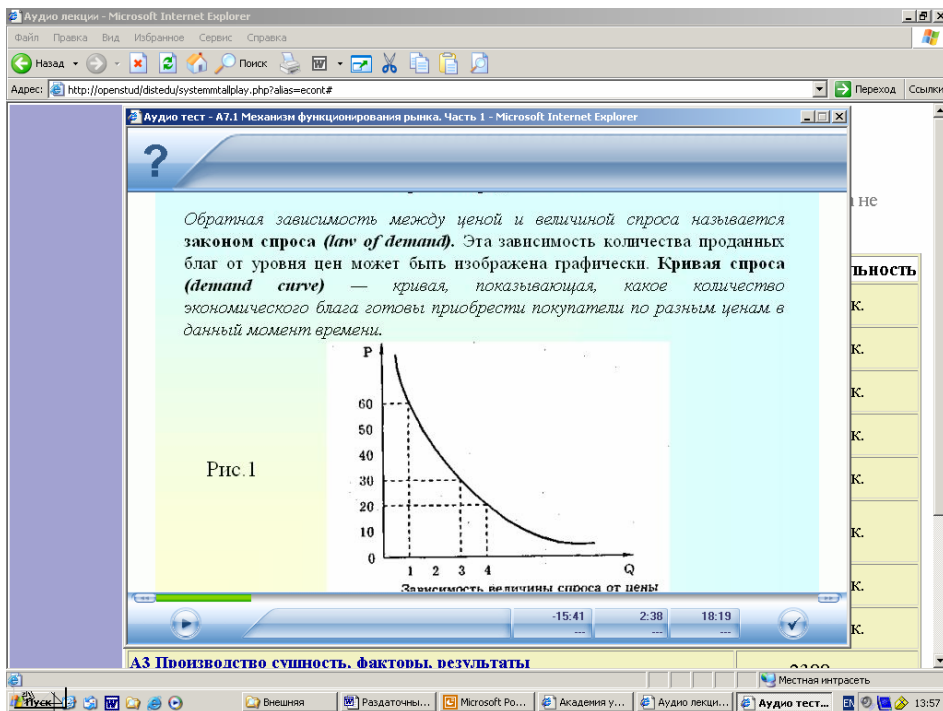 Аудио лекции - Microsoft Internet Explorer
Файл Правка Вид Избранное Сервис Справка
Назад Поиск
Адрес: http://openstud/distedu/systemmtallplay.php?alias=econt# Переход Ссылки
Аудио тест - А7.1 Механизм функционирования рынка. Часть 1 - Microsoft Internet Explorer
?
не
Обратная зависимость между ценой и величиной спроса называется
законом спроса (law of demand). Эта зависимость количества проданных
благ от уровня цен может быть изображена графически. Кривая спроса
(demand curve) — кривая, показывающая, какое количество
экономического блага готовы приобрести покупатели по разным ценам в
данный момент времени.
льность
к.
к.
к.
к.
к.
к.
к.
к.
P
60
50
40
30
20
10
0
1 2 3 4 Q
Рис.1
Зависимость величины спроса от цены
-15:41 2:38 18:19
--- --- ---
А3 Производство сущность, факторы, результаты
Местная интрасеть
Пуск Внешняя Раздаточны... Microsoft Po... Академия у... Аудио лекци... Аудио тест... EN 13:57